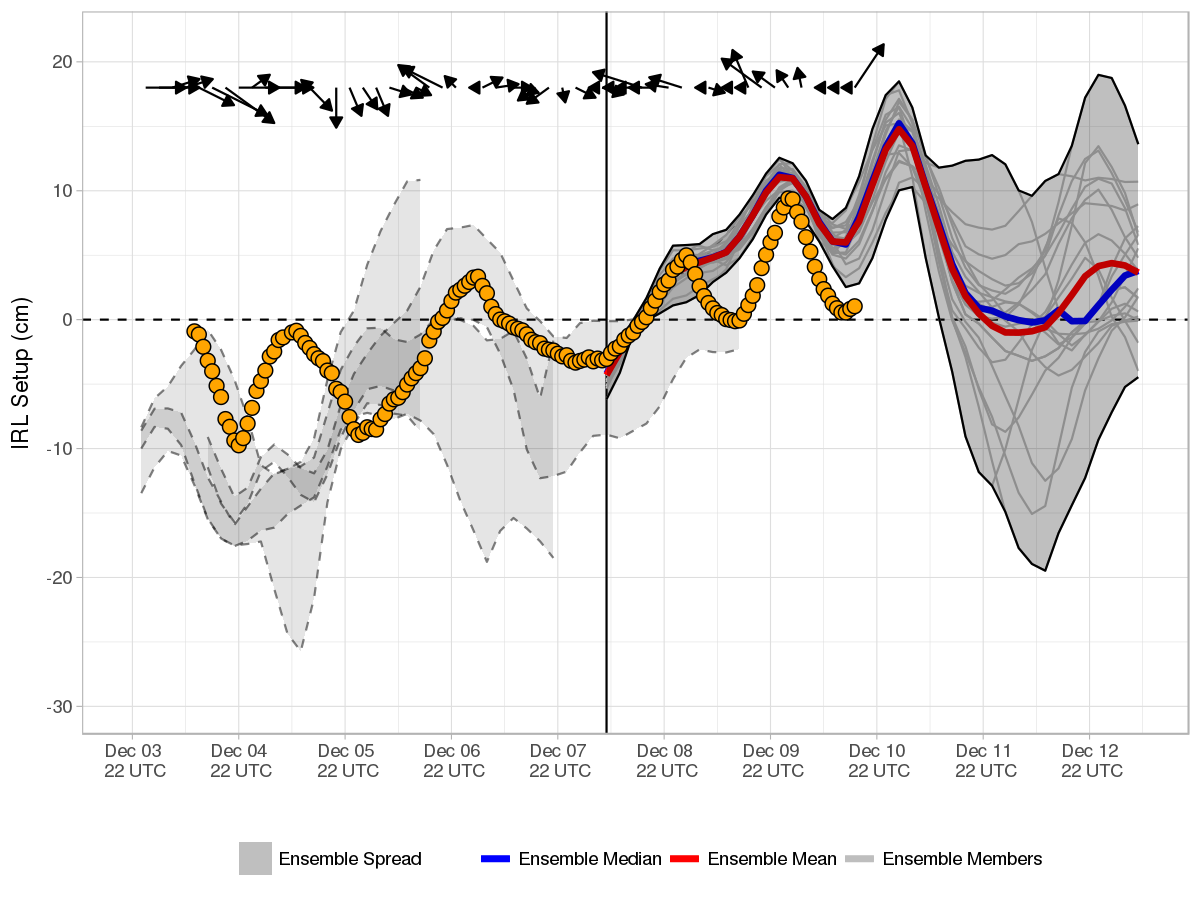 IRL Setup (cm)
20
10
0
-10
-20
-30
Dec 03 Dec 04 Dec 05 Dec 06 Dec 07 Dec 08 Dec 09 Dec 10 Dec 11 Dec 12
22 UTC 22 UTC 22 UTC 22 UTC 22 UTC 22 UTC 22 UTC 22 UTC 22 UTC 22 UTC
Ensemble Spread Ensemble Median Ensemble Mean Ensemble Members